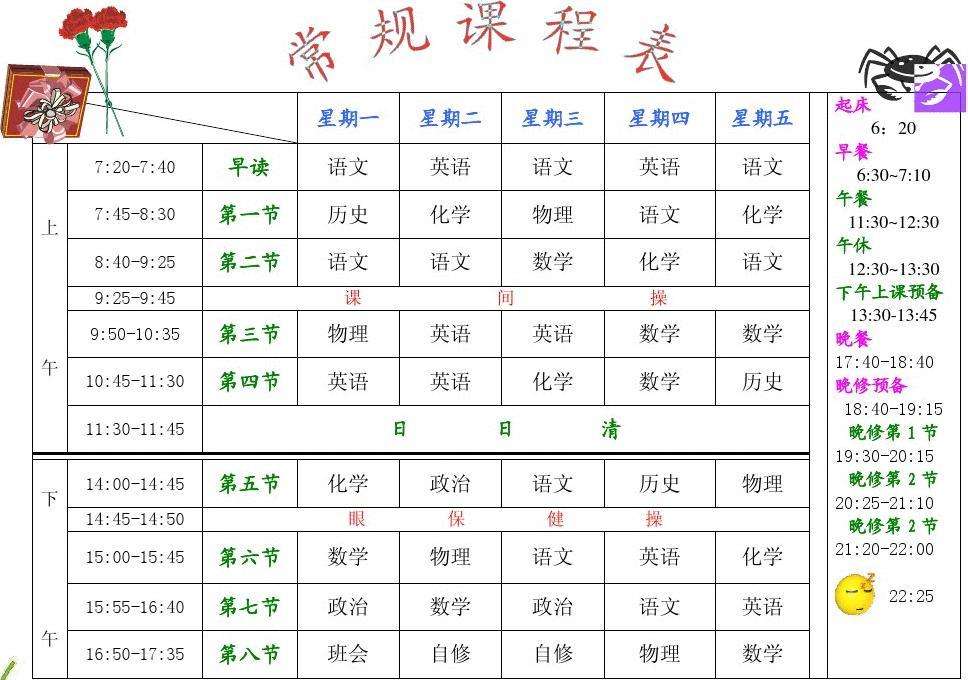 常规课程表
星期一 星期二 星期三 星期四 星期五
上午
7:20-7:40 早读 语文 英语 语文 英语 语文
7:45-8:30 第一节 历史 化学 物理 语文 化学
8:40-9:25 第二节 语文 语文 数学 化学 语文
9:25-9:45 课间操
9:50-10:35 第三节 物理 英语 英语 数学 数学
10:45-11:30 第四节 英语 英语 化学 数学 历史
11:30-11:45 日日清
下午
14:00-14:45 第五节 化学 政治 语文 历史 物理
14:45-14:50 眼保健操
15:00-15:45 第六节 数学 物理 语文 英语 化学
15:55-16:40 第七节 政治 数学 政治 语文 英语
16:50-17:35 第八节 班会 自修 自修 物理 数学
起床
6：20
早餐
6:30~7:10
午餐
11:30~12:30
午休
12:30~13:30
下午上课预备
13:30-13:45
晚餐
17:40-18:40
晚修预备
18:40-19:15
晚修第1节
19:30-20:15
晚修第2节
20:25-21:10
晚修第2节
21:20-22:00
22:25